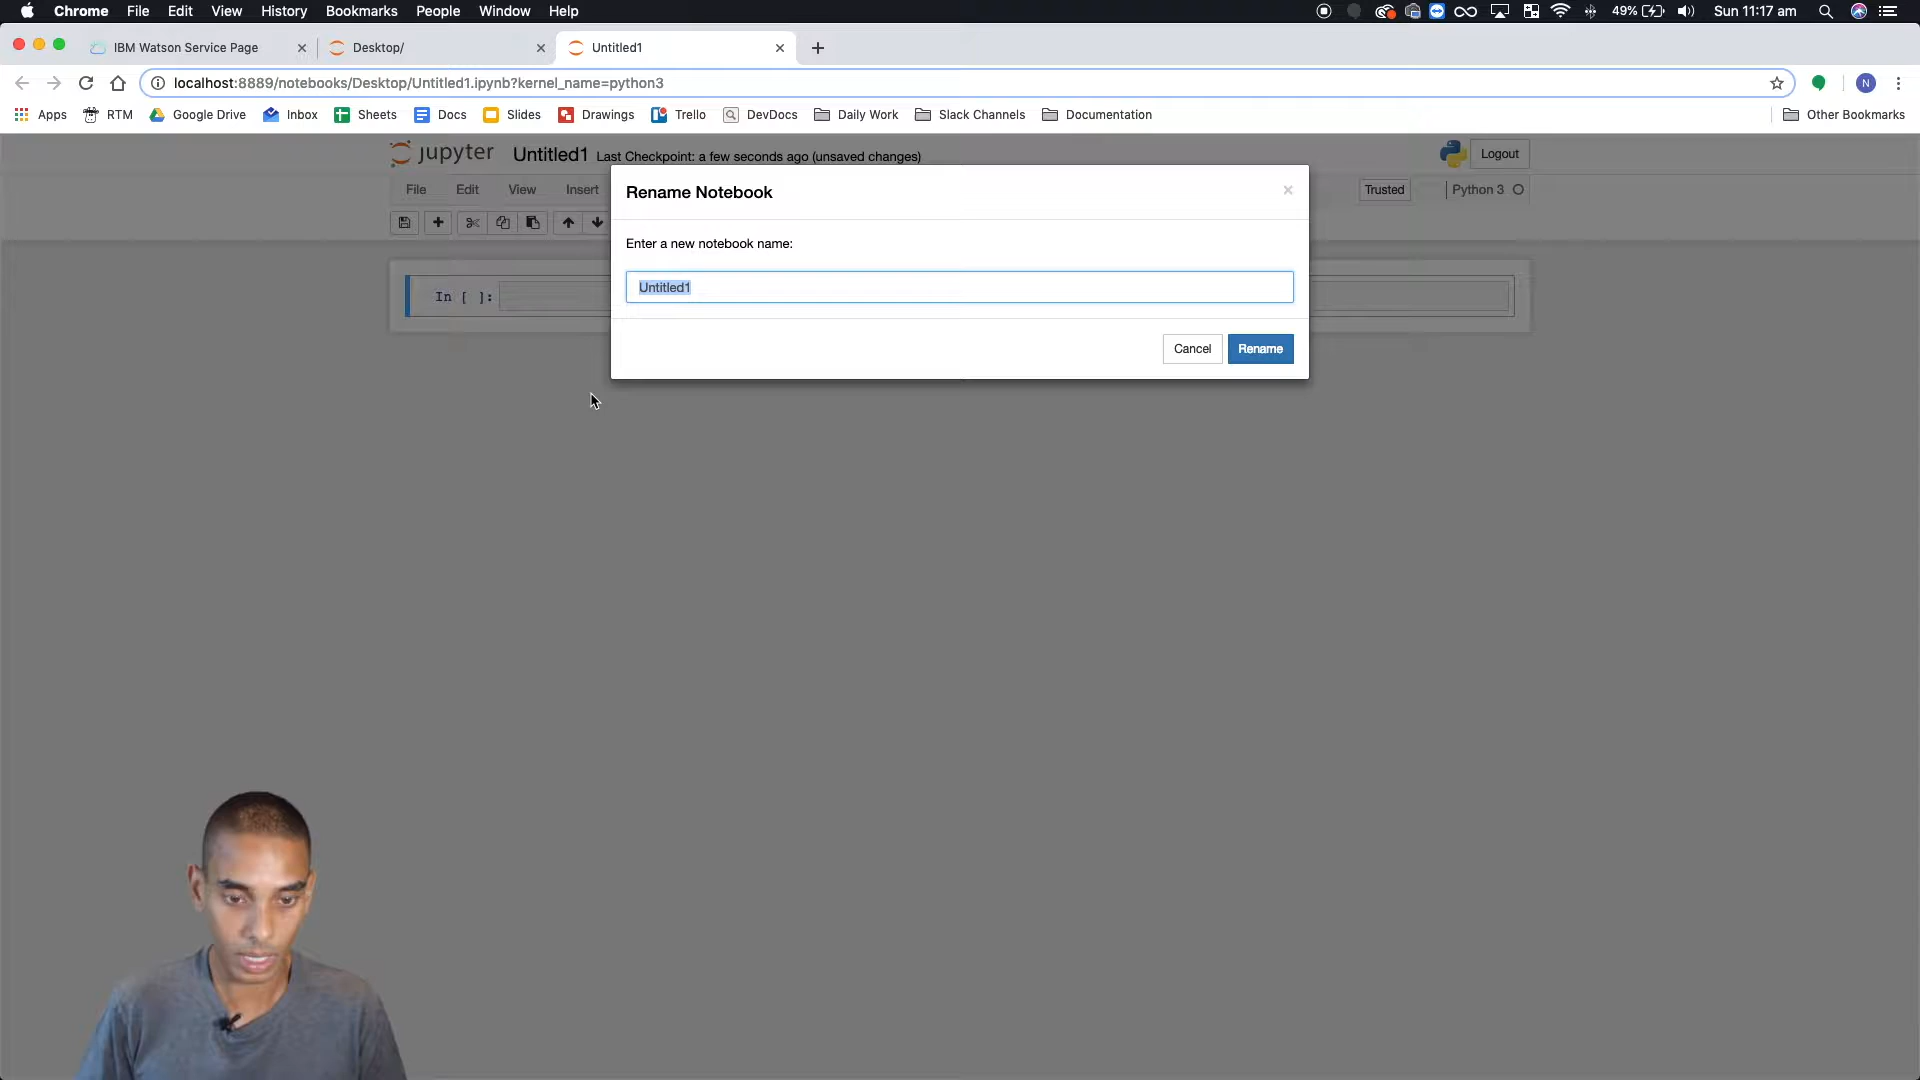 Chrome File Edit View History Bookmarks People Window Help 49% Sun 11:17 am
IBM Watson Service Page Desktop/ Untitled1
localhost:8889/notebooks/Desktop/Untitled1.ipynb?kernel_name=python3 N
Apps RTM Google Drive Inbox Sheets Docs Slides Drawings Trello DevDocs Daily Work Slack Channels Documentation Other Bookmarks
jupyter Untitled1 Last Checkpoint: a few seconds ago (unsaved changes) Logout
File Edit View Insert Trusted Python 3
Rename Notebook ×
Enter a new notebook name:
Untitled1
In [ ]:
Cancel Rename